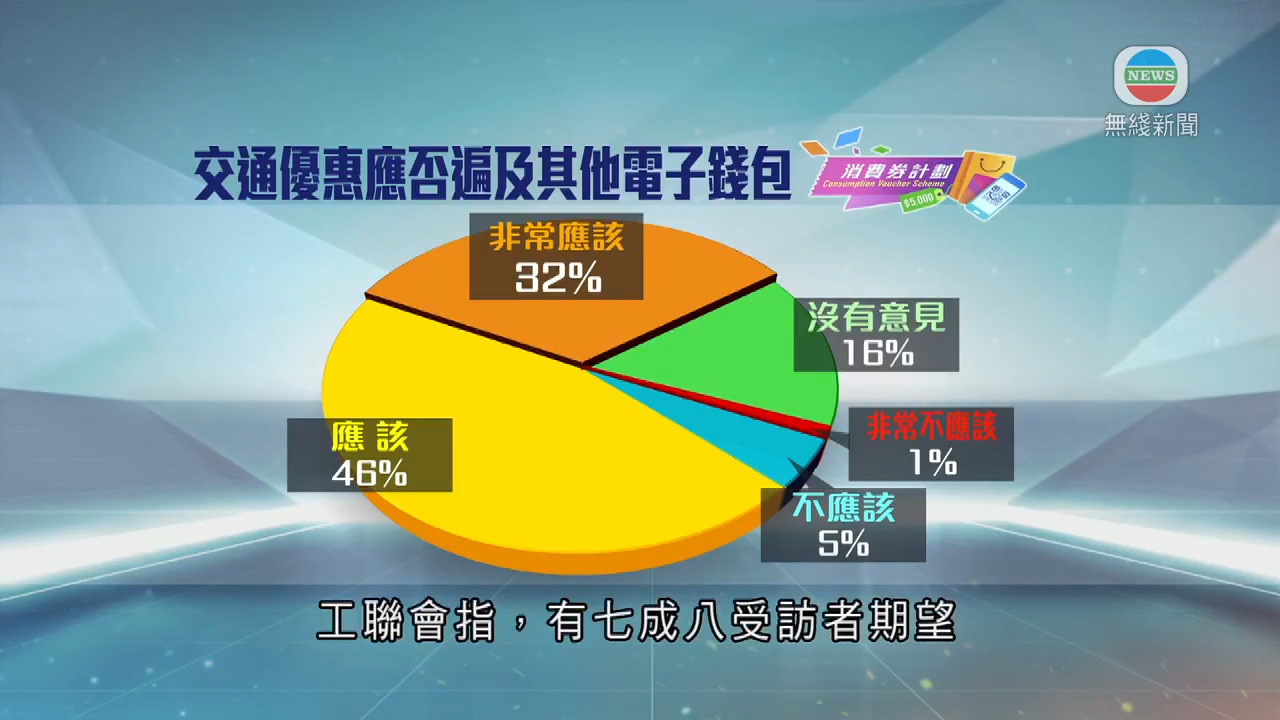 NEWS
無綫新聞
交通優惠應否遍及其他電子錢包
消費券計劃
Consumption Voucher Scheme
$5,000
非常應該
32%
沒有意見
16%
應該
46%
非常不應該
1%
不應該
5%
工聯會指，有七成八受訪者期望